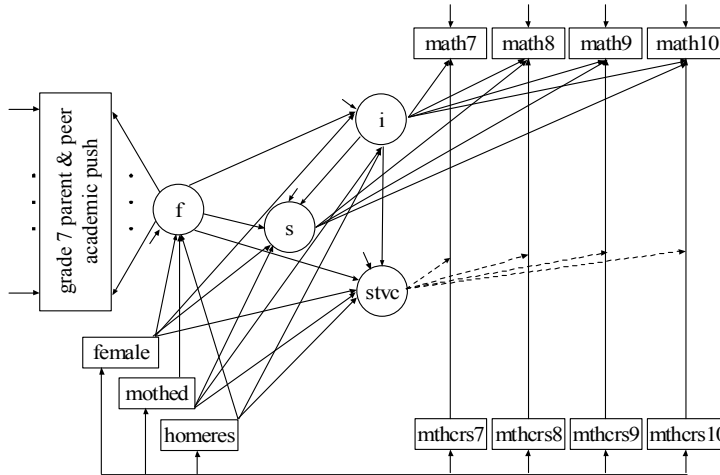 math7
math8
math9
math10
i
grade 7 parent & peer
academic push
f
s
stvc
female
mothed
homeres
mthcrs7
mthcrs8
mthcrs9
mthcrs10